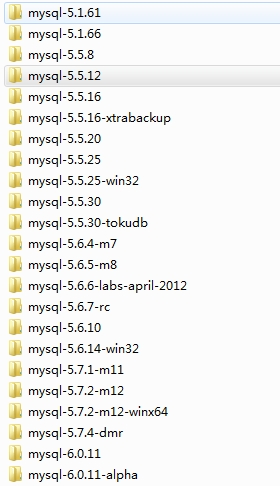 mysql-5.1.61
mysql-5.1.66
mysql-5.5.8
mysql-5.5.12
mysql-5.5.16
mysql-5.5.16-xtrabackup
mysql-5.5.20
mysql-5.5.25
mysql-5.5.25-win32
mysql-5.5.30
mysql-5.5.30-tokudb
mysql-5.6.4-m7
mysql-5.6.5-m8
mysql-5.6.6-labs-april-2012
mysql-5.6.7-rc
mysql-5.6.10
mysql-5.6.14-win32
mysql-5.7.1-m11
mysql-5.7.2-m12
mysql-5.7.2-m12-winx64
mysql-5.7.4-dmr
mysql-6.0.11
mysql-6.0.11-alpha